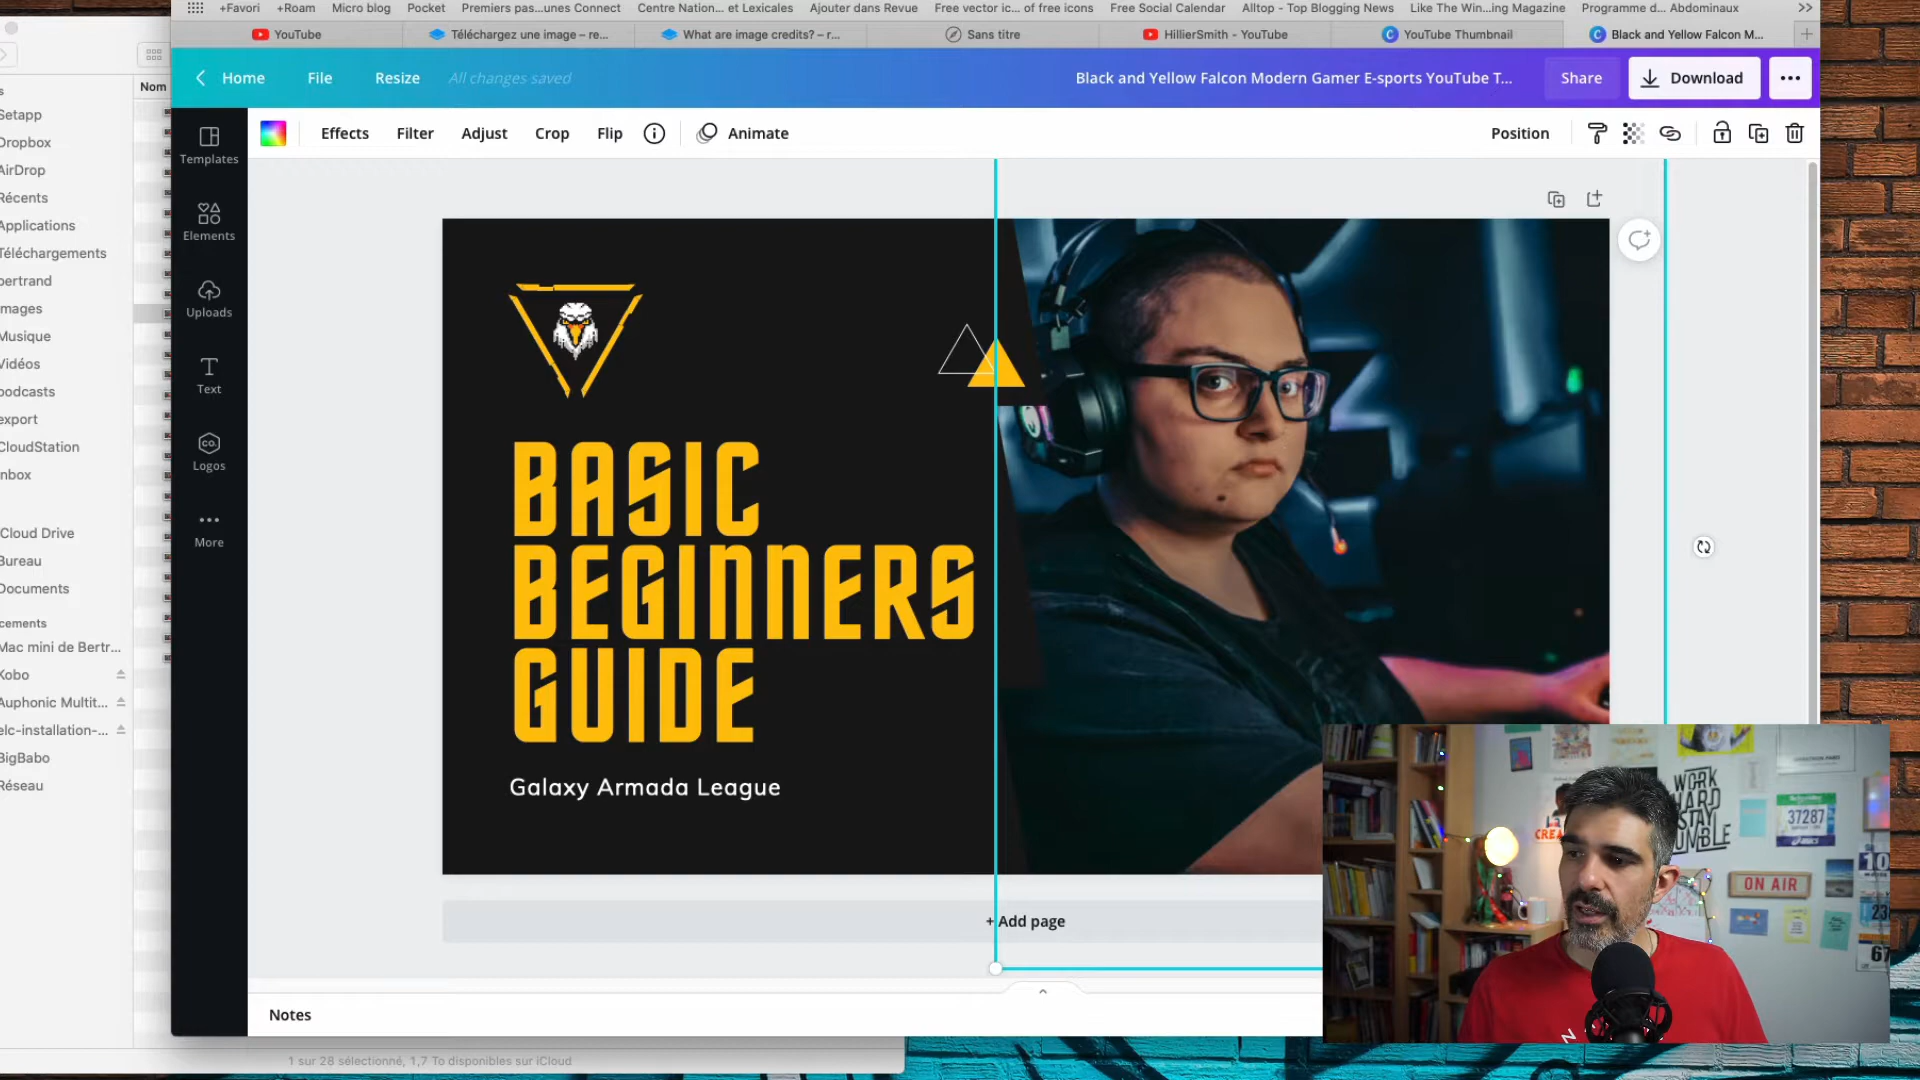 +Favori +Roam Micro blog Pocket Premiers pas...unes Connect Centre Nation... et Lexicales Ajouter dans Revue Free vector ic... of free icons Free Social Calendar Alltop - Top Blogging News Like The Win...ing Magazine Programme d... Abdominaux
YouTube Téléchargez une image – re... What are image credits? – r... Sans titre HillierSmith - YouTube YouTube Thumbnail Black and Yellow Falcon M...
Home File Resize All changes saved Black and Yellow Falcon Modern Gamer E-sports YouTube T... Share Download
Nom
Effects Filter Adjust Crop Flip Animate Position
Setapp
Dropbox
AirDrop
Récents
Applications
Téléchargements
bertrand
Images
Musique
Vidéos
podcasts
export
CloudStation
Inbox
iCloud Drive
Bureau
Documents
cements
Mac mini de Bertr...
Kobo
Auphonic Multit...
elc-installation-...
BigBabo
Réseau
Templates
Elements
Uploads
Text
CO.
Logos
More
BASIC
BEGINNERS
GUIDE
Galaxy Armada League
+ Add page
Notes
1 sur 28 sélectionné, 1,7 To disponibles sur iCloud
WORK
HARD
STAY
HUMBLE
37287
ON AIR
10
23
67